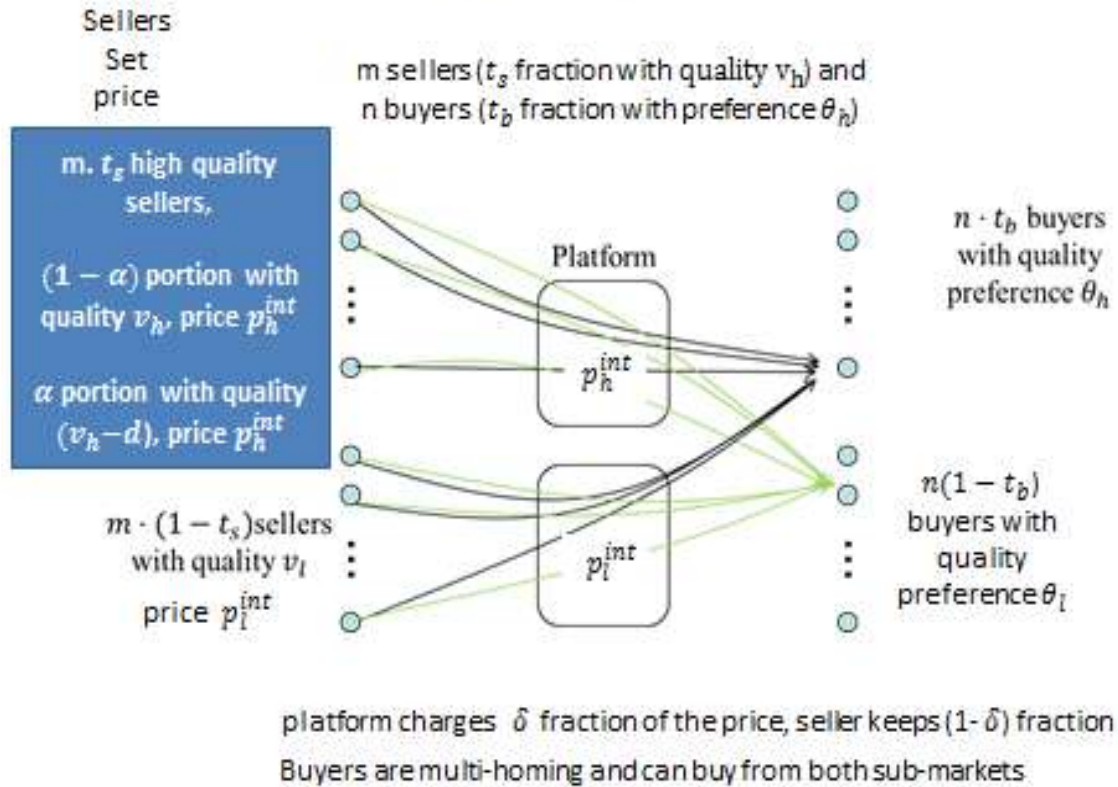 Sellers
Set
price
m sellers (t_s fraction with quality v_h) and
n buyers (t_b fraction with preference θ_h)
m. t_s high quality
sellers,
(1 − α) portion with
quality v_h, price p_h^{int}
α portion with quality
(v_h−d), price p_h^{int}
Platform
p_h^{int}
n · t_b buyers
with quality
preference θ_h
m · (1 − t_s)sellers
with quality v_l
price p_l^{int}
p_l^{int}
n(1 − t_b)
buyers with
quality
preference θ_l
platform charges δ fraction of the price, seller keeps (1- δ) fraction
Buyers are multi-homing and can buy from both sub-markets